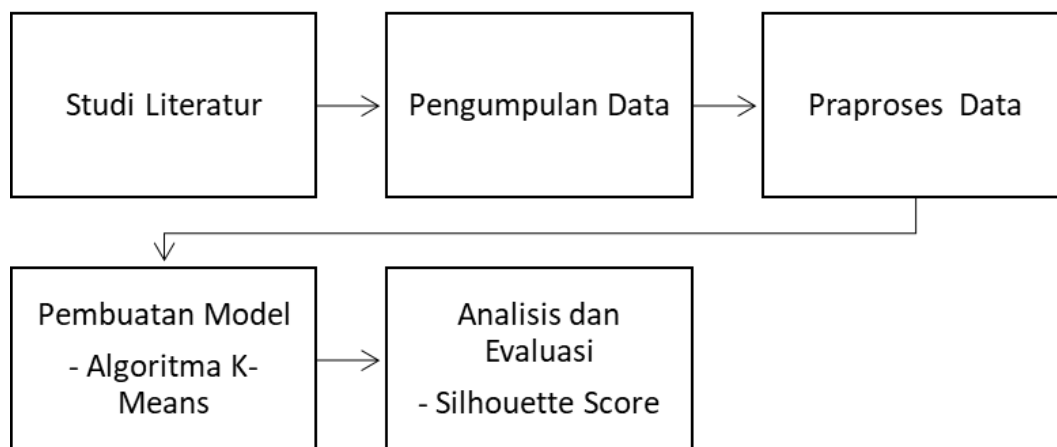 Studi Literatur
Pengumpulan Data
Praproses Data
Pembuatan Model
- Algoritma K-
Means
Analisis dan
Evaluasi
- Silhouette Score